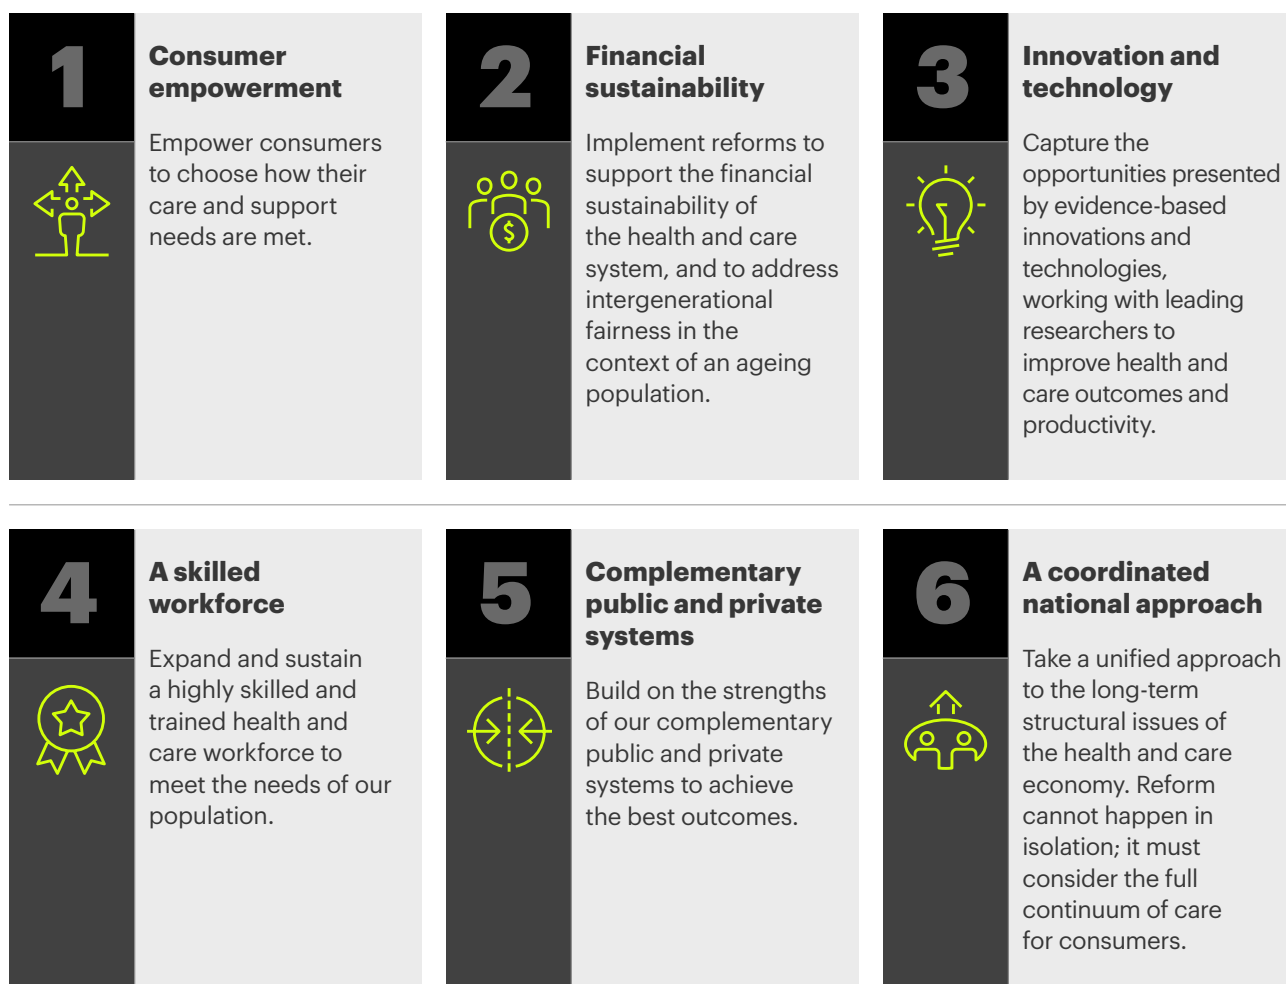 1
Consumer
empowerment
Empower consumers
to choose how their
care and support
needs are met.
2
Financial
sustainability
Implement reforms to
support the financial
sustainability of
the health and care
system, and to address
intergenerational
fairness in the
context of an ageing
population.
$
3
Innovation and
technology
Capture the
opportunities presented
by evidence-based
innovations and
technologies,
working with leading
researchers to
improve health and
care outcomes and
productivity.
4
A skilled
workforce
Expand and sustain
a highly skilled and
trained health and
care workforce to
meet the needs of our
population.
5
Complementary
public and private
systems
Build on the strengths
of our complementary
public and private
systems to achieve
the best outcomes.
6
A coordinated
national approach
Take a unified approach
to the long-term
structural issues of
the health and care
economy. Reform
cannot happen in
isolation; it must
consider the full
continuum of care
for consumers.